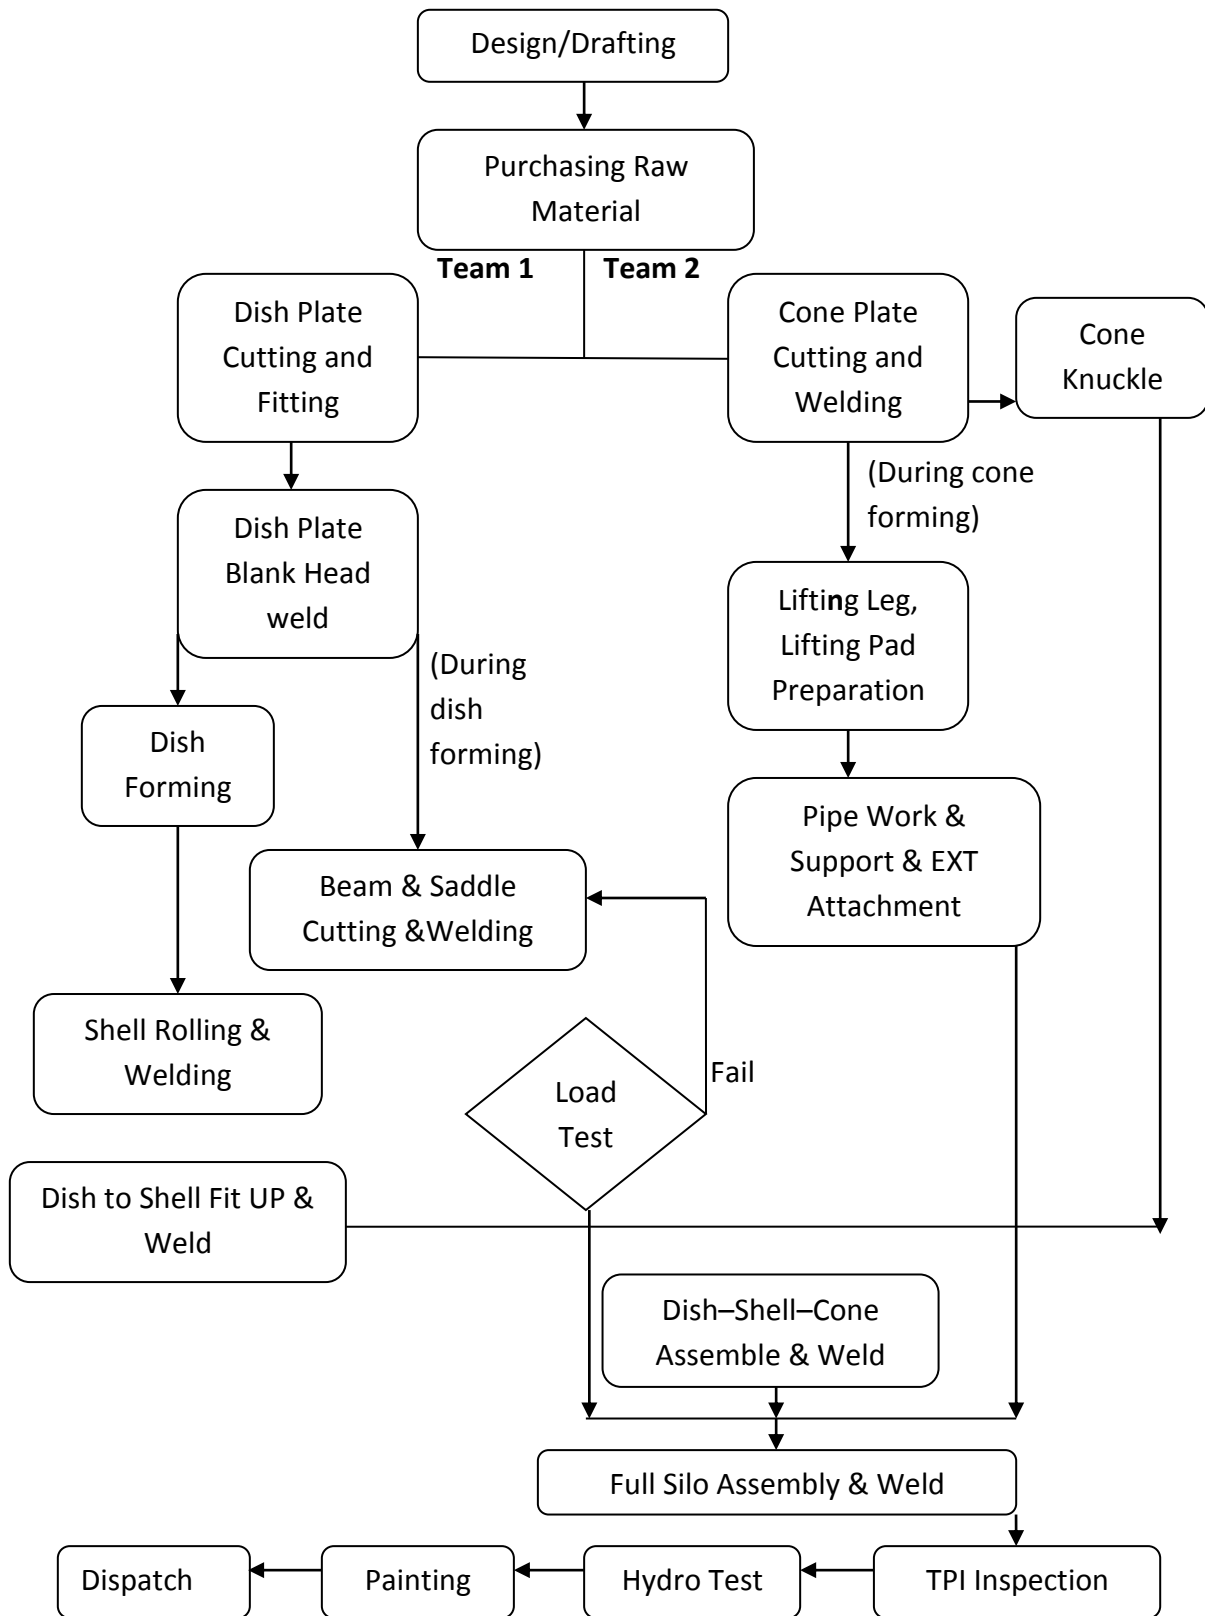 Design/Drafting
Purchasing Raw
Material
Team 1
Team 2
Dish Plate
Cutting and
Fitting
Cone Plate
Cutting and
Welding
Cone
Knuckle
(During cone
forming)
Dish Plate
Blank Head
weld
Lifting Leg,
Lifting Pad
Preparation
(During
dish
forming)
Dish
Forming
Pipe Work &
Support & EXT
Attachment
Beam & Saddle
Cutting &Welding
Shell Rolling &
Welding
Fail
Load
Test
Dish to Shell Fit UP &
Weld
Dish–Shell–Cone
Assemble & Weld
Full Silo Assembly & Weld
Dispatch
Painting
Hydro Test
TPI Inspection